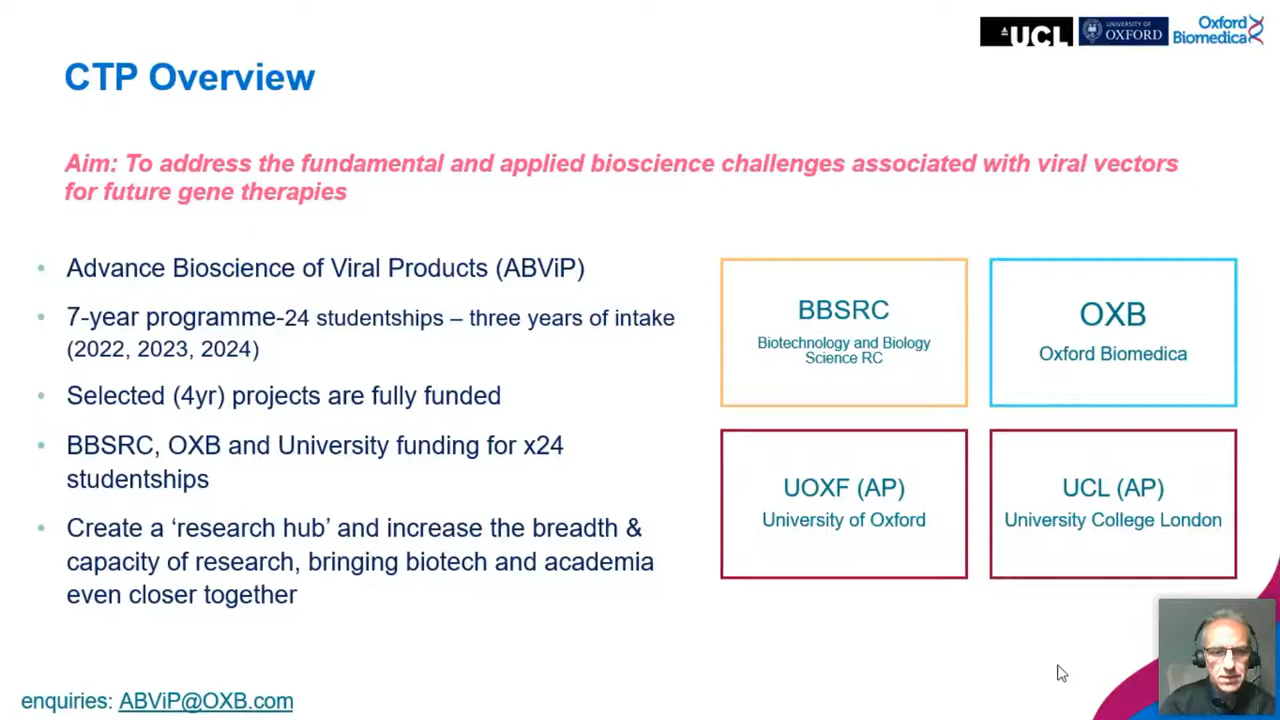 UCL
UNIVERSITY OF
OXFORD
Oxford
Biomedica
CTP Overview
Aim: To address the fundamental and applied bioscience challenges associated with viral vectors
for future gene therapies
• Advance Bioscience of Viral Products (ABViP)
• 7-year programme-24 studentships – three years of intake
(2022, 2023, 2024)
• Selected (4yr) projects are fully funded
• BBSRC, OXB and University funding for x24
studentships
• Create a ‘research hub’ and increase the breadth &
capacity of research, bringing biotech and academia
even closer together
BBSRC
Biotechnology and Biology
Science RC
OXB
Oxford Biomedica
UOXF (AP)
University of Oxford
UCL (AP)
University College London
enquiries: ABViP@OXB.com